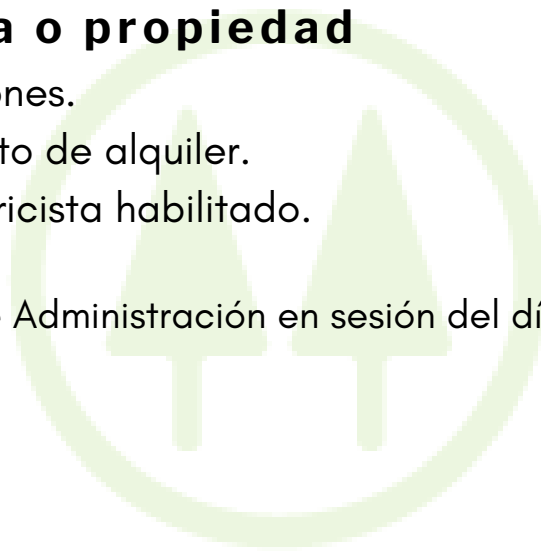 a o propiedad
ones.
to de alquiler.
ricista habilitado.
Administración en sesión del dí